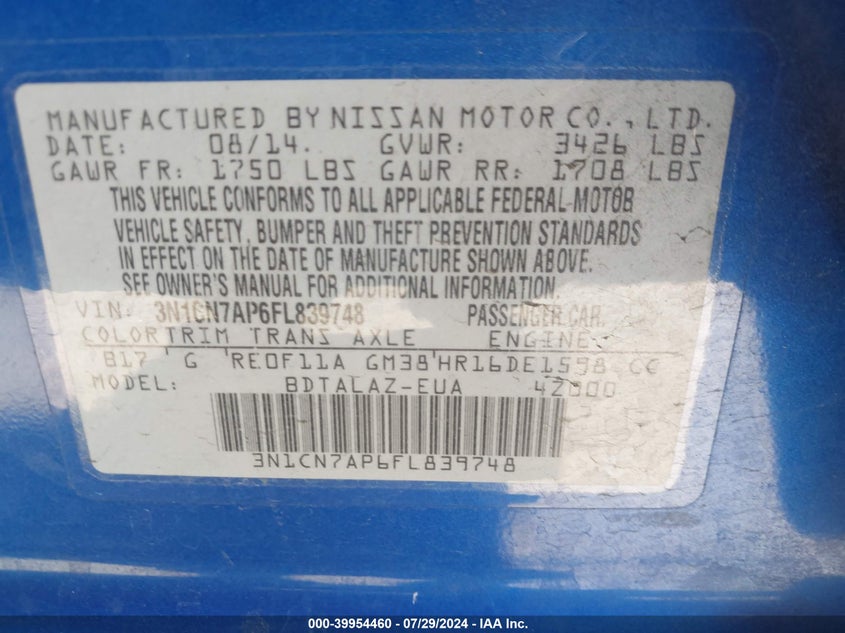 MANUFACTURED BY NISSAN MOTOR CO., LTD.
DATE: 08/14. GVWR: 3426 LBS
GAWR FR: 1750 LBS GAWR RR: 1708 LBS
THIS VEHICLE CONFORMS TO ALL APPLICABLE FEDERAL MOTOR
VEHICLE SAFETY, BUMPER AND THEFT PREVENTION STANDARDS
IN EFFECT ON THE DATE OF MANUFACTURE SHOWN ABOVE.
SEE OWNER'S MANUAL FOR ADDITIONAL INFORMATION.
VIN: 3N1CN7AP6FL839748 PASSENGER CAR.
COLOR TRIM TRANS AXLE ENGINE
B17 G RE0F11A GM38 HR16DE1598 CC
MODEL: BDTALAZ-EUA
3N1CN7AP6FL839748
000-39954460 - 07/29/2024 - IAA Inc.